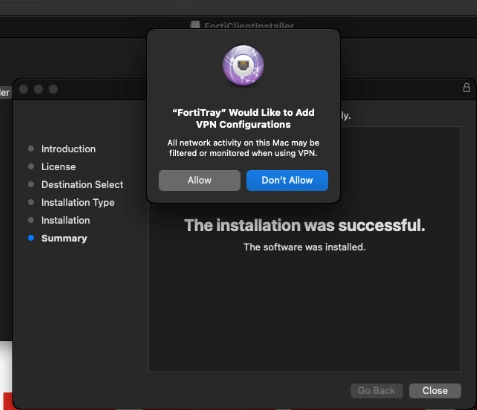 FortiClientInstaller
"FortiTray" Would Like to Add
VPN Configurations
All network activity on this Mac may be
filtered or monitored when using VPN.
Allow
Don't Allow
ler
ly.
Introduction
License
Destination Select
Installation Type
Installation
Summary
The installation was successful.
The software was installed.
Go Back
Close